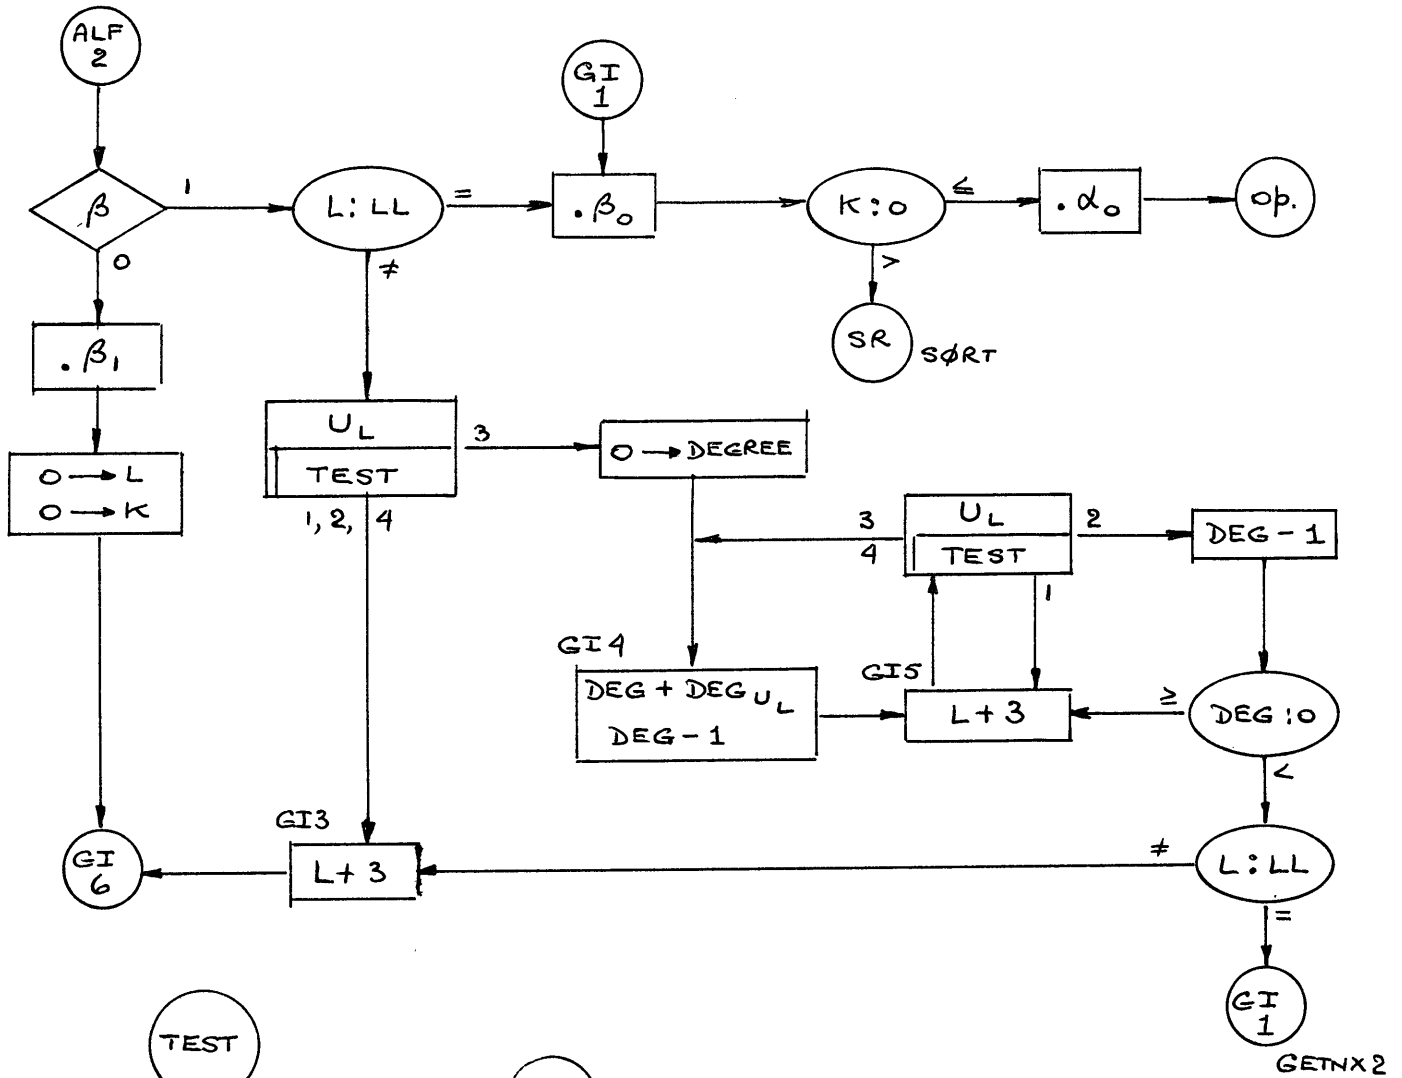 ALF
2
GI
1
β
1
L:LL
=
.β₀
K:0
≤
.α₀
op.
0
≠
>
SR
SØRT
.β₁
0→L
0→K
U_L
TEST
3
0→DEGREE
1, 2, 4
3
4
U_L
TEST
2
DEG-1
1
GI4
DEG + DEG U_L
DEG-1
GI5
L+3
≥
DEG:0
<
GI3
GI
6
L+3
≠
L:LL
=
GI
1
TEST
GETNX2